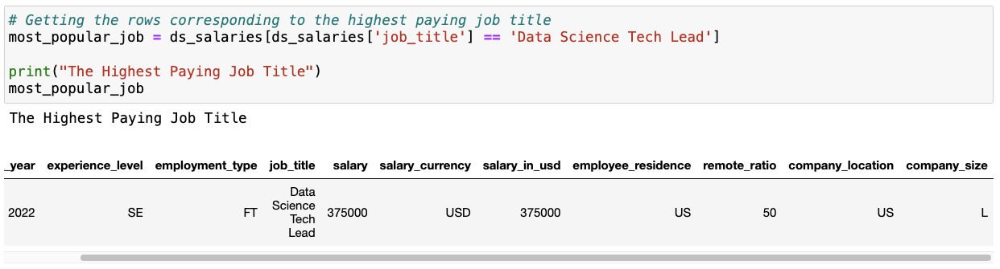 # Getting the rows corresponding to the highest paying job title
most_popular_job = ds_salaries[ds_salaries['job_title'] == 'Data Science Tech Lead']
print("The Highest Paying Job Title")
most_popular_job
The Highest Paying Job Title
_year experience_level employment_type job_title salary salary_currency salary_in_usd employee_residence remote_ratio company_location company_size
2022 SE FT Data Science Tech Lead 375000 USD 375000 US 50 US L